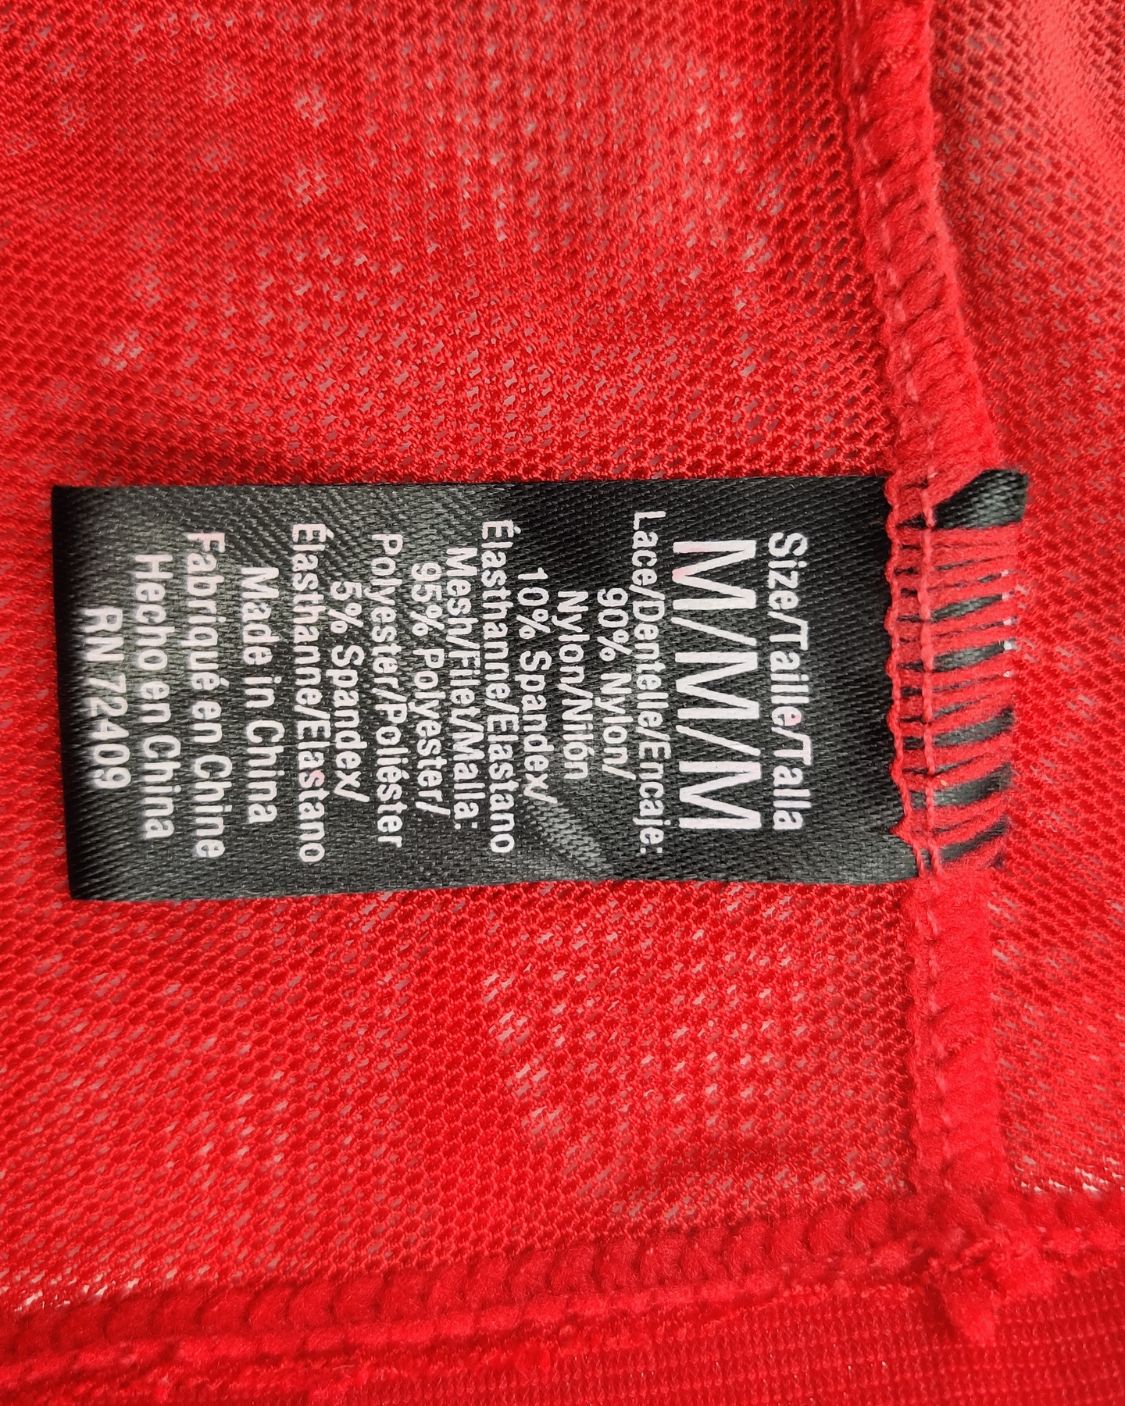 Size/Taille/Talla
M/M/M
Lace/Dentelle/Encaje:
90% Nylon/
Nylon/Nilón
10% Spandex/
Élasthanne/Elastano
Mesh/Filet/Malla:
95% Polyester/
Polyester/Poliéster
5% Spandex/
Élasthanne/Elastano
Made in China
Fabriqué en Chine
Hecho en China
RN 72409